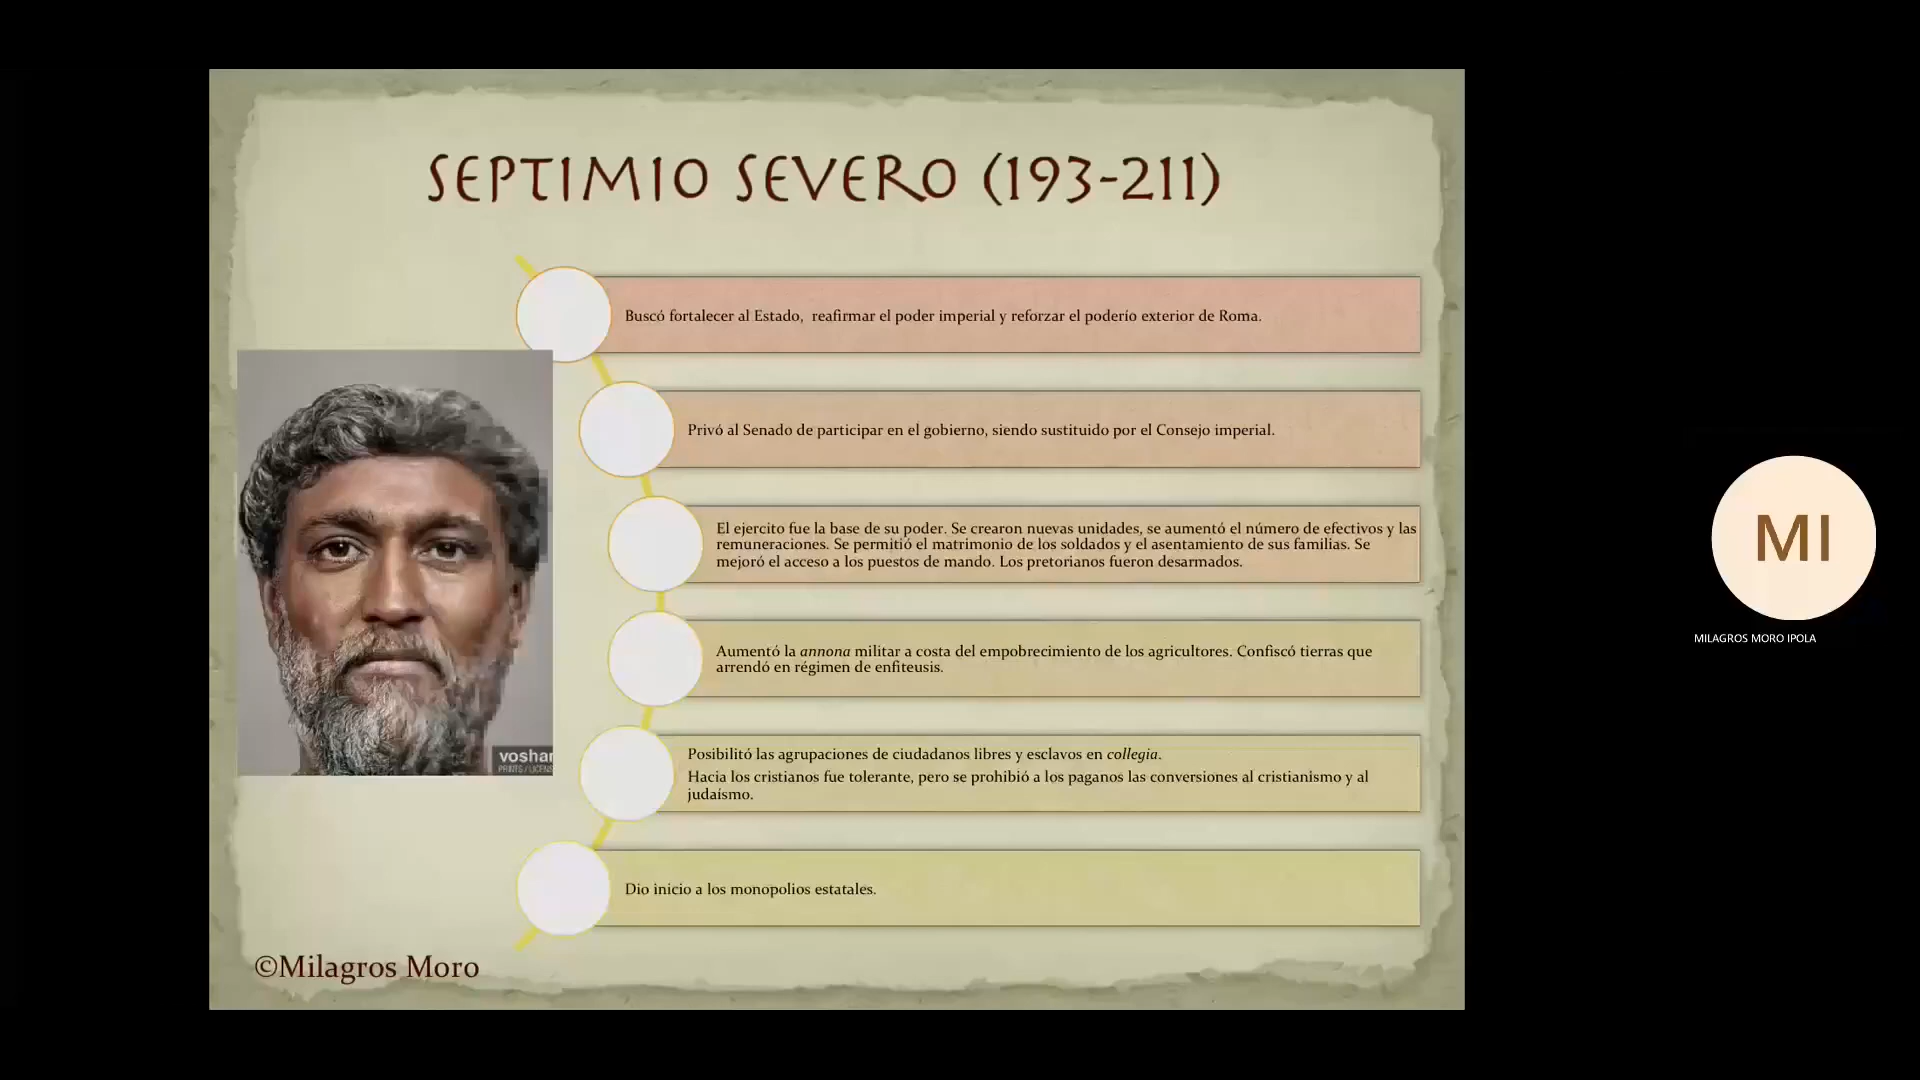 SEPTIMIO SEVERO (193-211)
Buscó fortalecer al Estado,  reafirmar el poder imperial y reforzar el poderío exterior de Roma.
Privó al Senado de participar en el gobierno, siendo sustituido por el Consejo imperial.
El ejercito fue la base de su poder. Se crearon nuevas unidades, se aumentó el número de efectivos y las
remuneraciones. Se permitió el matrimonio de los soldados y el asentamiento de sus familias. Se
mejoró el acceso a los puestos de mando. Los pretorianos fueron desarmados.
Aumentó la annona militar a costa del empobrecimiento de los agricultores. Confiscó tierras que
arrendó en régimen de enfiteusis.
Posibilitó las agrupaciones de ciudadanos libres y esclavos en collegia.
Hacia los cristianos fue tolerante, pero se prohibió a los paganos las conversiones al cristianismo y al
judaísmo.
Dio inicio a los monopolios estatales.
voshar
PRINTS / LICENS
©Milagros Moro
MI
MILAGROS MORO IPOLA